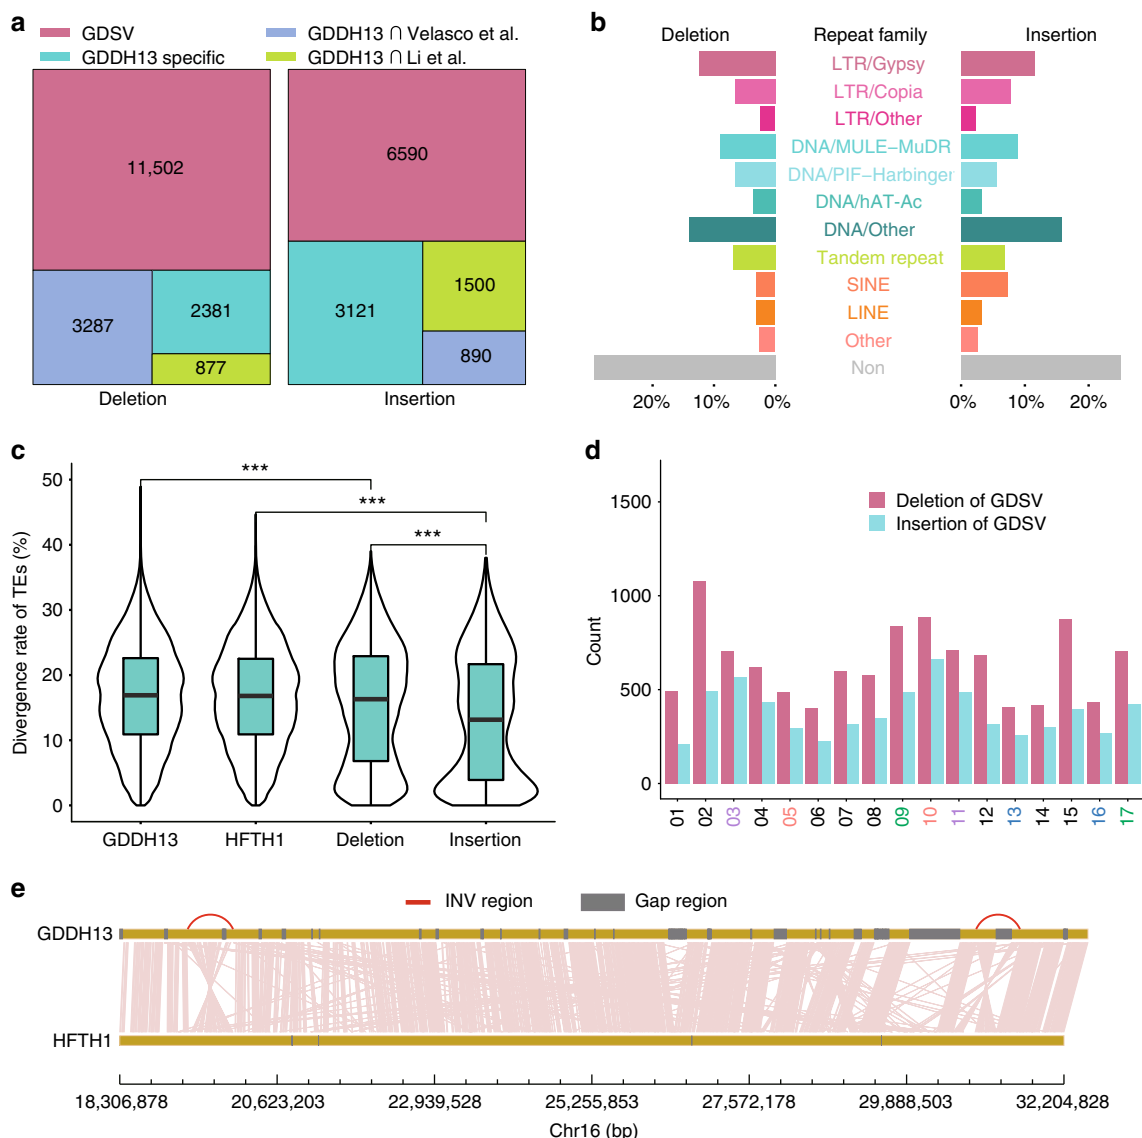 a
GDSV
GDDH13 ∩ Velasco et al.
GDDH13 specific
GDDH13 ∩ Li et al.
11,502
3287
2381
877
Deletion
6590
3121
1500
890
Insertion
b
Deletion
Repeat family
Insertion
LTR/Gypsy
LTR/Copia
LTR/Other
DNA/MULE–MuDR
DNA/PIF–Harbinger
DNA/hAT-Ac
DNA/Other
Tandem repeat
SINE
LINE
Other
Non
20% 10% 0%
0% 10% 20%
c
Divergence rate of TEs (%)
50
40
30
20
10
0
***
***
***
GDDH13 HFTH1 Deletion Insertion
d
Count
1500
1000
500
0
Deletion of GDSV
Insertion of GDSV
01 02 03 04 05 06 07 08 09 10 11 12 13 14 15 16 17
e
INV region
Gap region
GDDH13
HFTH1
18,306,878 20,623,203 22,939,528 25,255,853 27,572,178 29,888,503 32,204,828
Chr16 (bp)